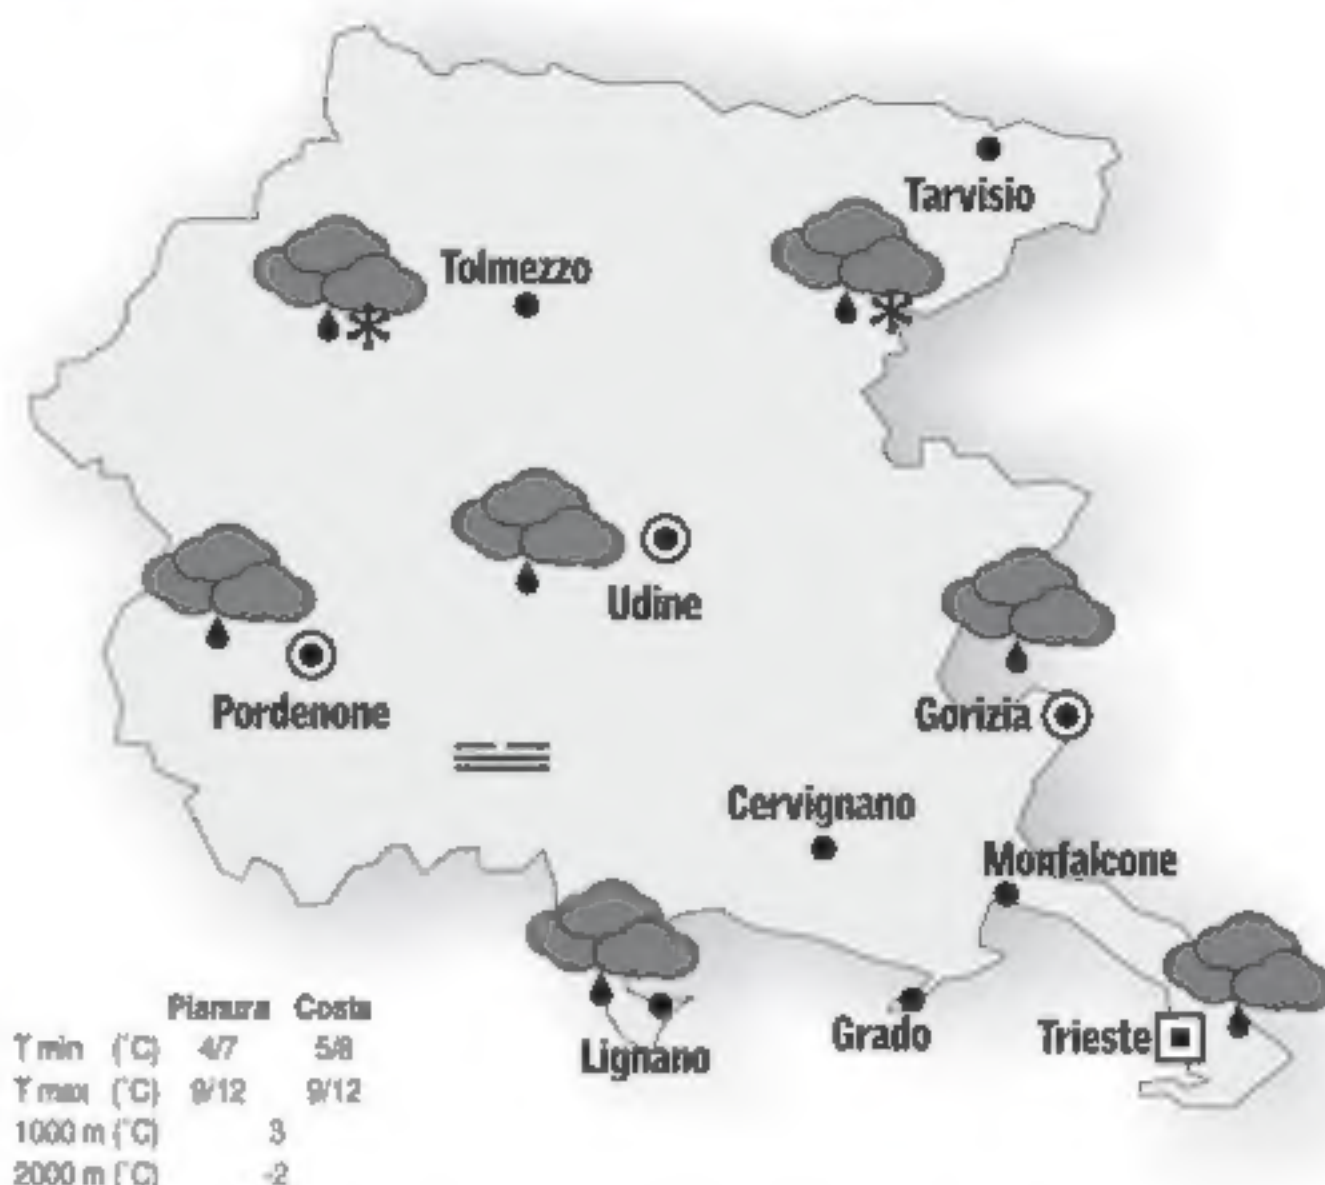 Tarvisio
Tolmezzo
Udine
Pordenone
Gorizia
Cervignano
Monfalcone
Grado
Trieste
Lignano
Pianura Costa
T min (°C) 4/7 5/8
T max (°C) 9/12 9/12
1000 m (°C) 3
2000 m (°C) -2